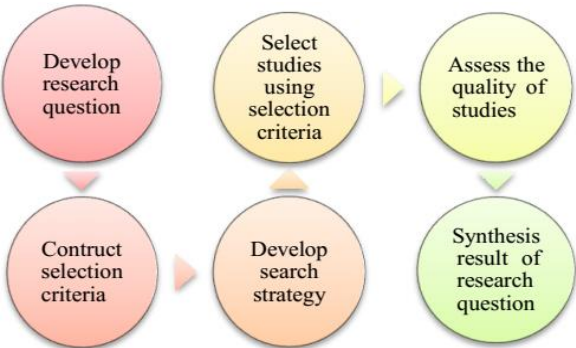 Develop
research
question
Contruct
selection
criteria
Develop
search
strategy
Select
studies
using
selection
criteria
Assess the
quality of
studies
Synthesis
result of
research
question